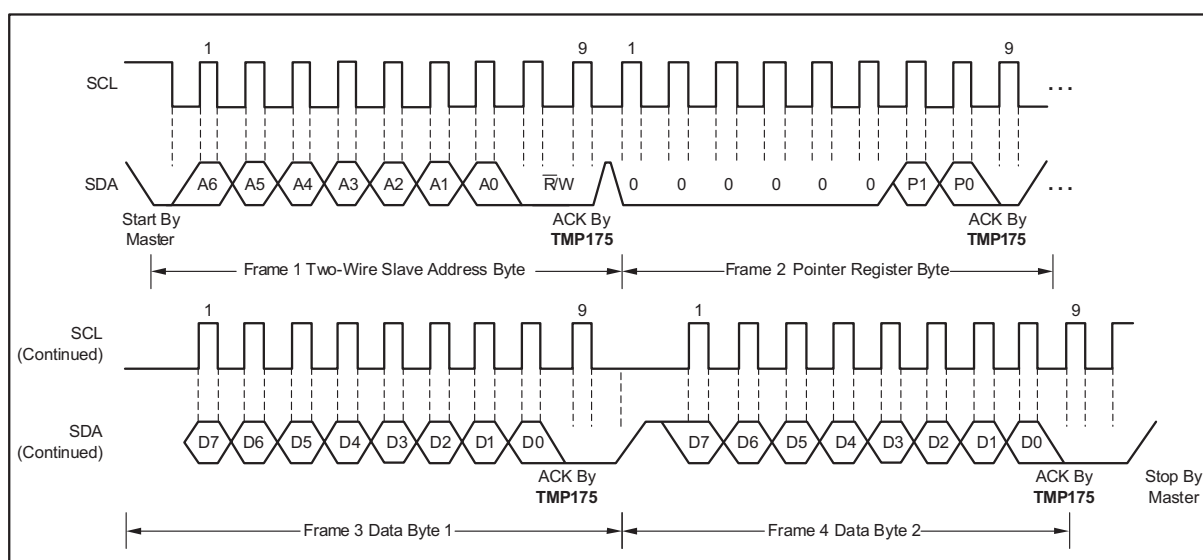 1 9 1 9
SCL ...
SDA A6 A5 A4 A3 A2 A1 A0 R̅/W 0 0 0 0 0 0 P1 P0 ...
Start By Master
ACK By TMP175
ACK By TMP175
Frame 1 Two-Wire Slave Address Byte
Frame 2 Pointer Register Byte
1 9 1 9
SCL (Continued)
SDA (Continued) D7 D6 D5 D4 D3 D2 D1 D0 D7 D6 D5 D4 D3 D2 D1 D0
ACK By TMP175
ACK By TMP175
Stop By Master
Frame 3 Data Byte 1
Frame 4 Data Byte 2